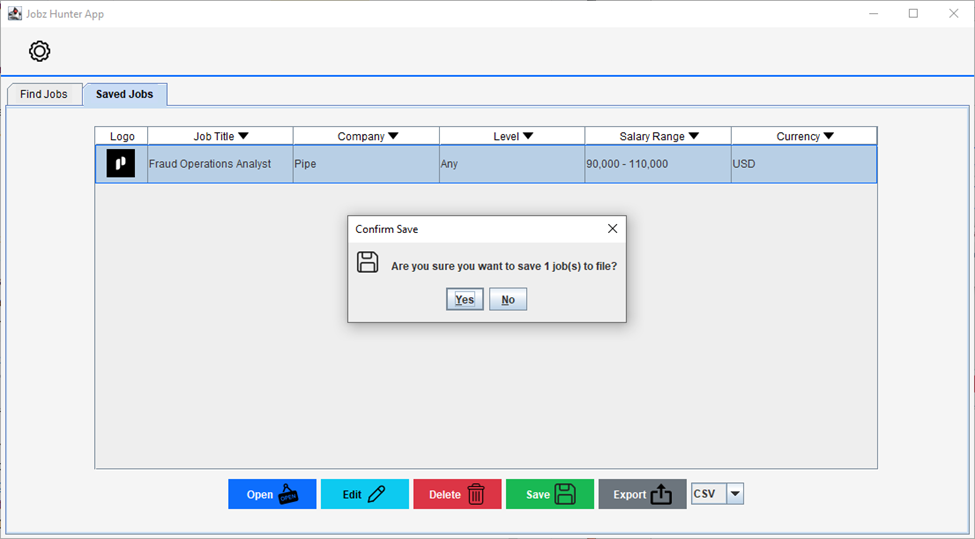 Jobz Hunter App
Find Jobs Saved Jobs
Logo Job Title Company Level Salary Range Currency
Fraud Operations Analyst Pipe Any 90,000 - 110,000 USD
Confirm Save
Are you sure you want to save 1 job(s) to file?
Yes No
Open OPEN Edit Delete Save Export CSV